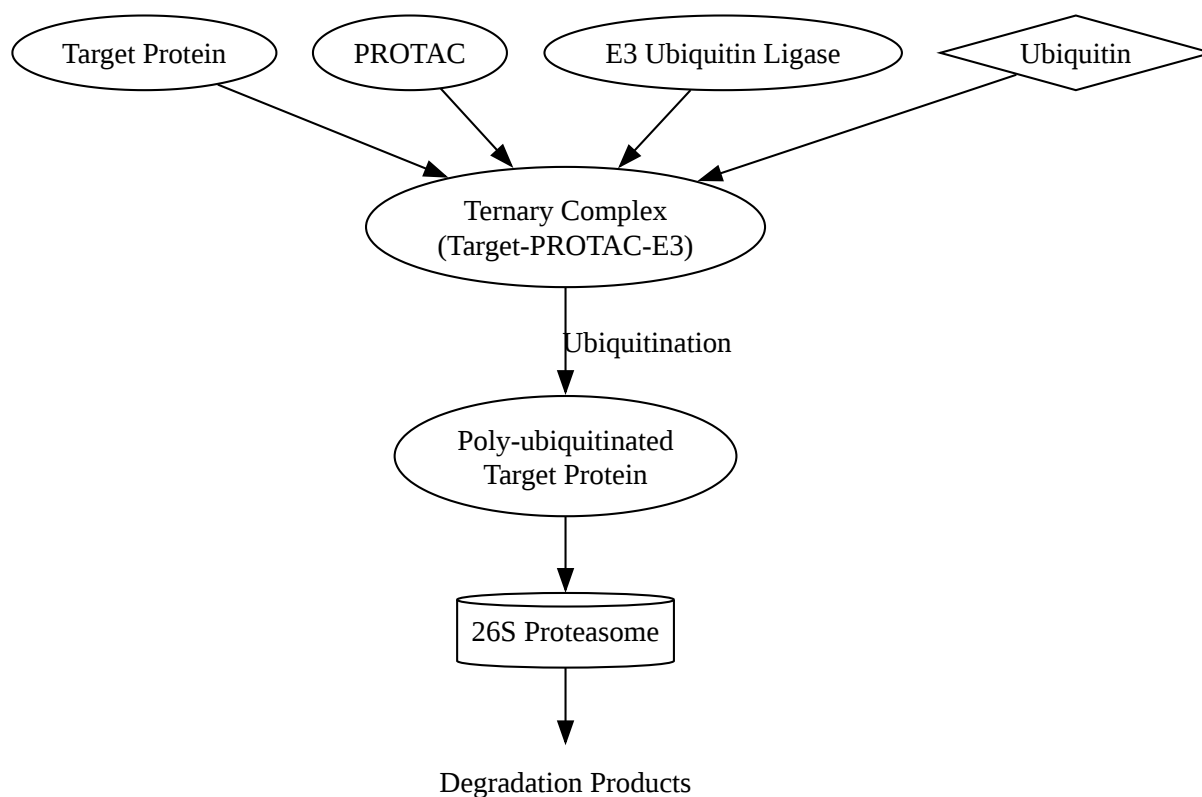 Target Protein
PROTAC
E3 Ubiquitin Ligase
Ubiquitin
Ternary Complex
(Target-PROTAC-E3)
Ubiquitination
Poly-ubiquitinated
Target Protein
26S Proteasome
Degradation Products